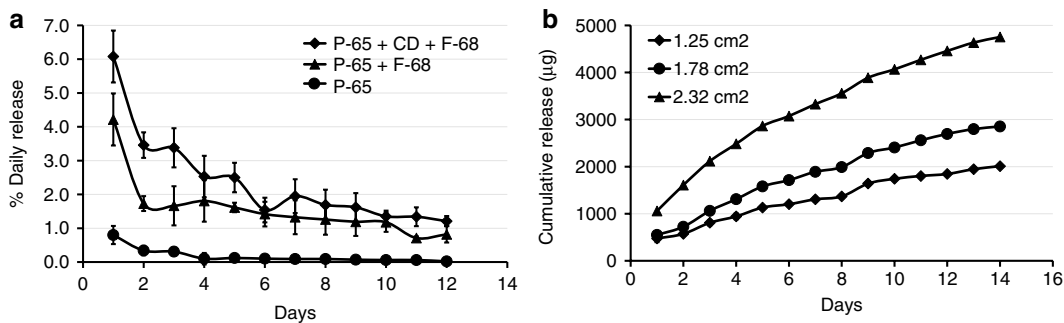 a
7.0
6.0
5.0
4.0
3.0
2.0
1.0
0.0
% Daily release
P-65 + CD + F-68
P-65 + F-68
P-65
0 2 4 6 8 10 12 14
Days
b
5000
4000
3000
2000
1000
0
Cumulative release (µg)
1.25 cm2
1.78 cm2
2.32 cm2
0 2 4 6 8 10 12 14 16
Days